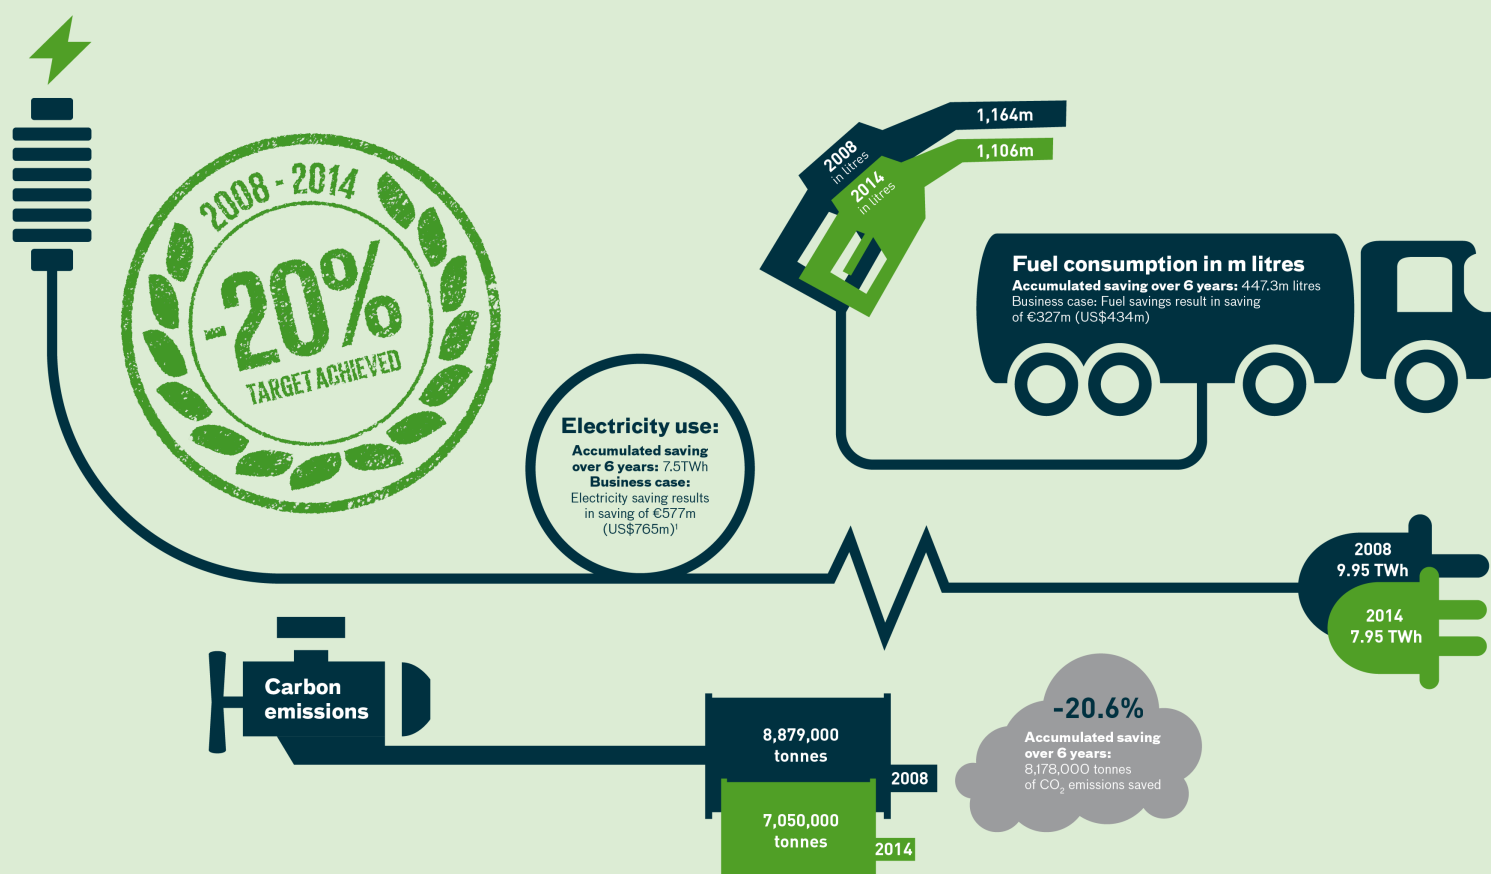 2008 - 2014
-20%
TARGET ACHIEVED
2008
in litres
1,164m
2014
in litres
1,106m
Fuel consumption in m litres
Accumulated saving over 6 years: 447.3m litres
Business case: Fuel savings result in saving
of €327m (US$434m)
Electricity use:
Accumulated saving
over 6 years: 7.5TWh
Business case:
Electricity saving results
in saving of €577m
(US$765m)¹
2008
9.95 TWh
2014
7.95 TWh
Carbon
emissions
8,879,000
tonnes
2008
7,050,000
tonnes
2014
-20.6%
Accumulated saving
over 6 years:
8,178,000 tonnes
of CO₂ emissions saved